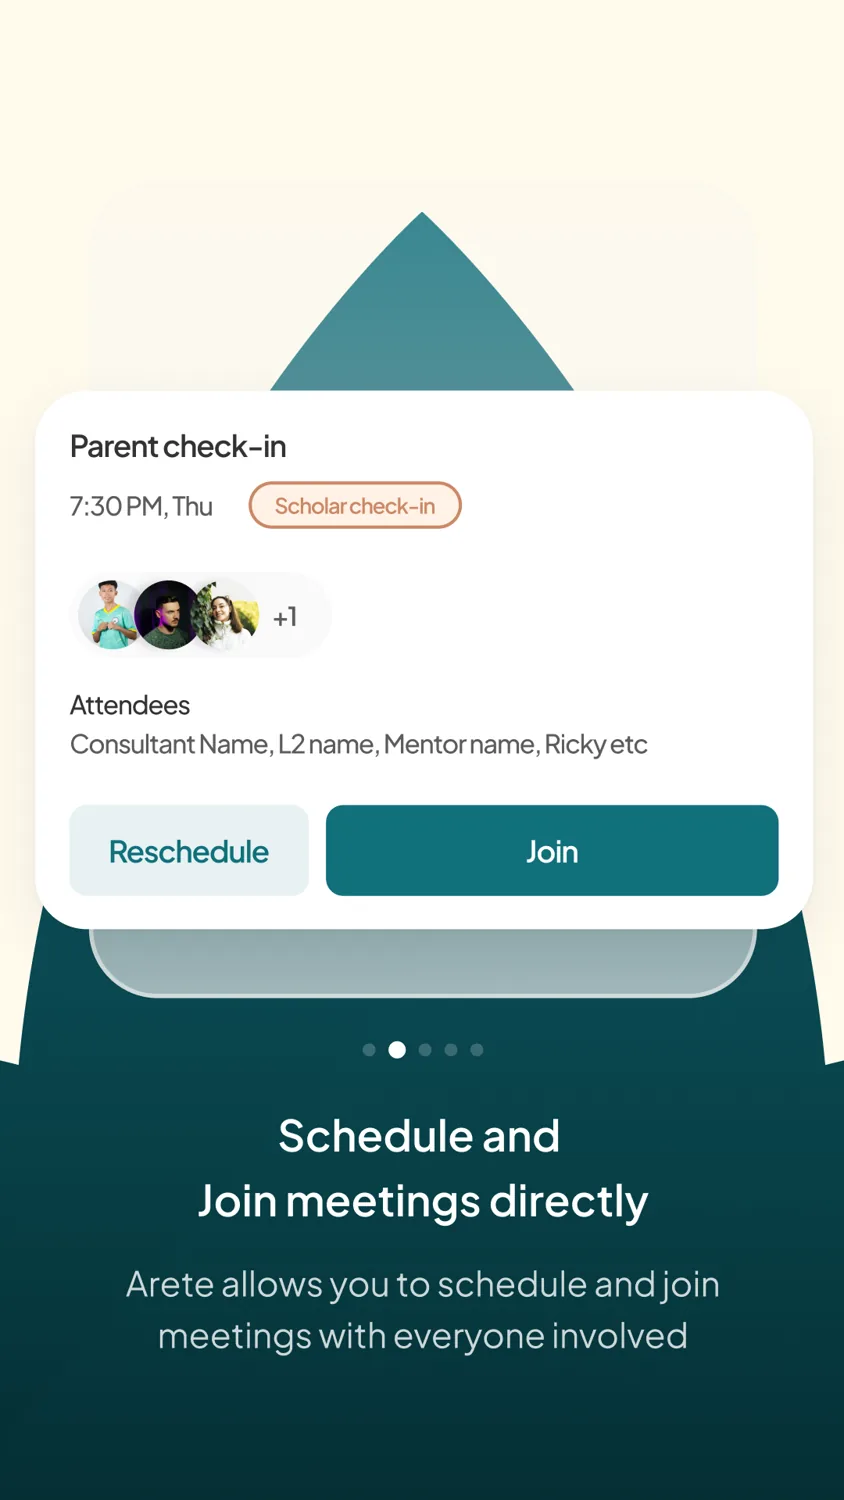 Parent check-in
7:30 PM, Thu
Scholar check-in
+1
Attendees
Consultant Name, L2 name, Mentor name, Ricky etc
Reschedule
Join
Schedule and
Join meetings directly
Arete allows you to schedule and join
meetings with everyone involved